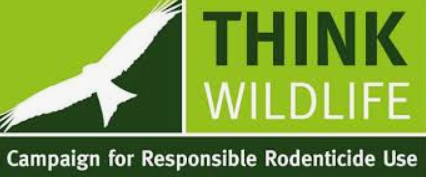 THINK
WILDLIFE
Campaign for Responsible Rodenticide Use